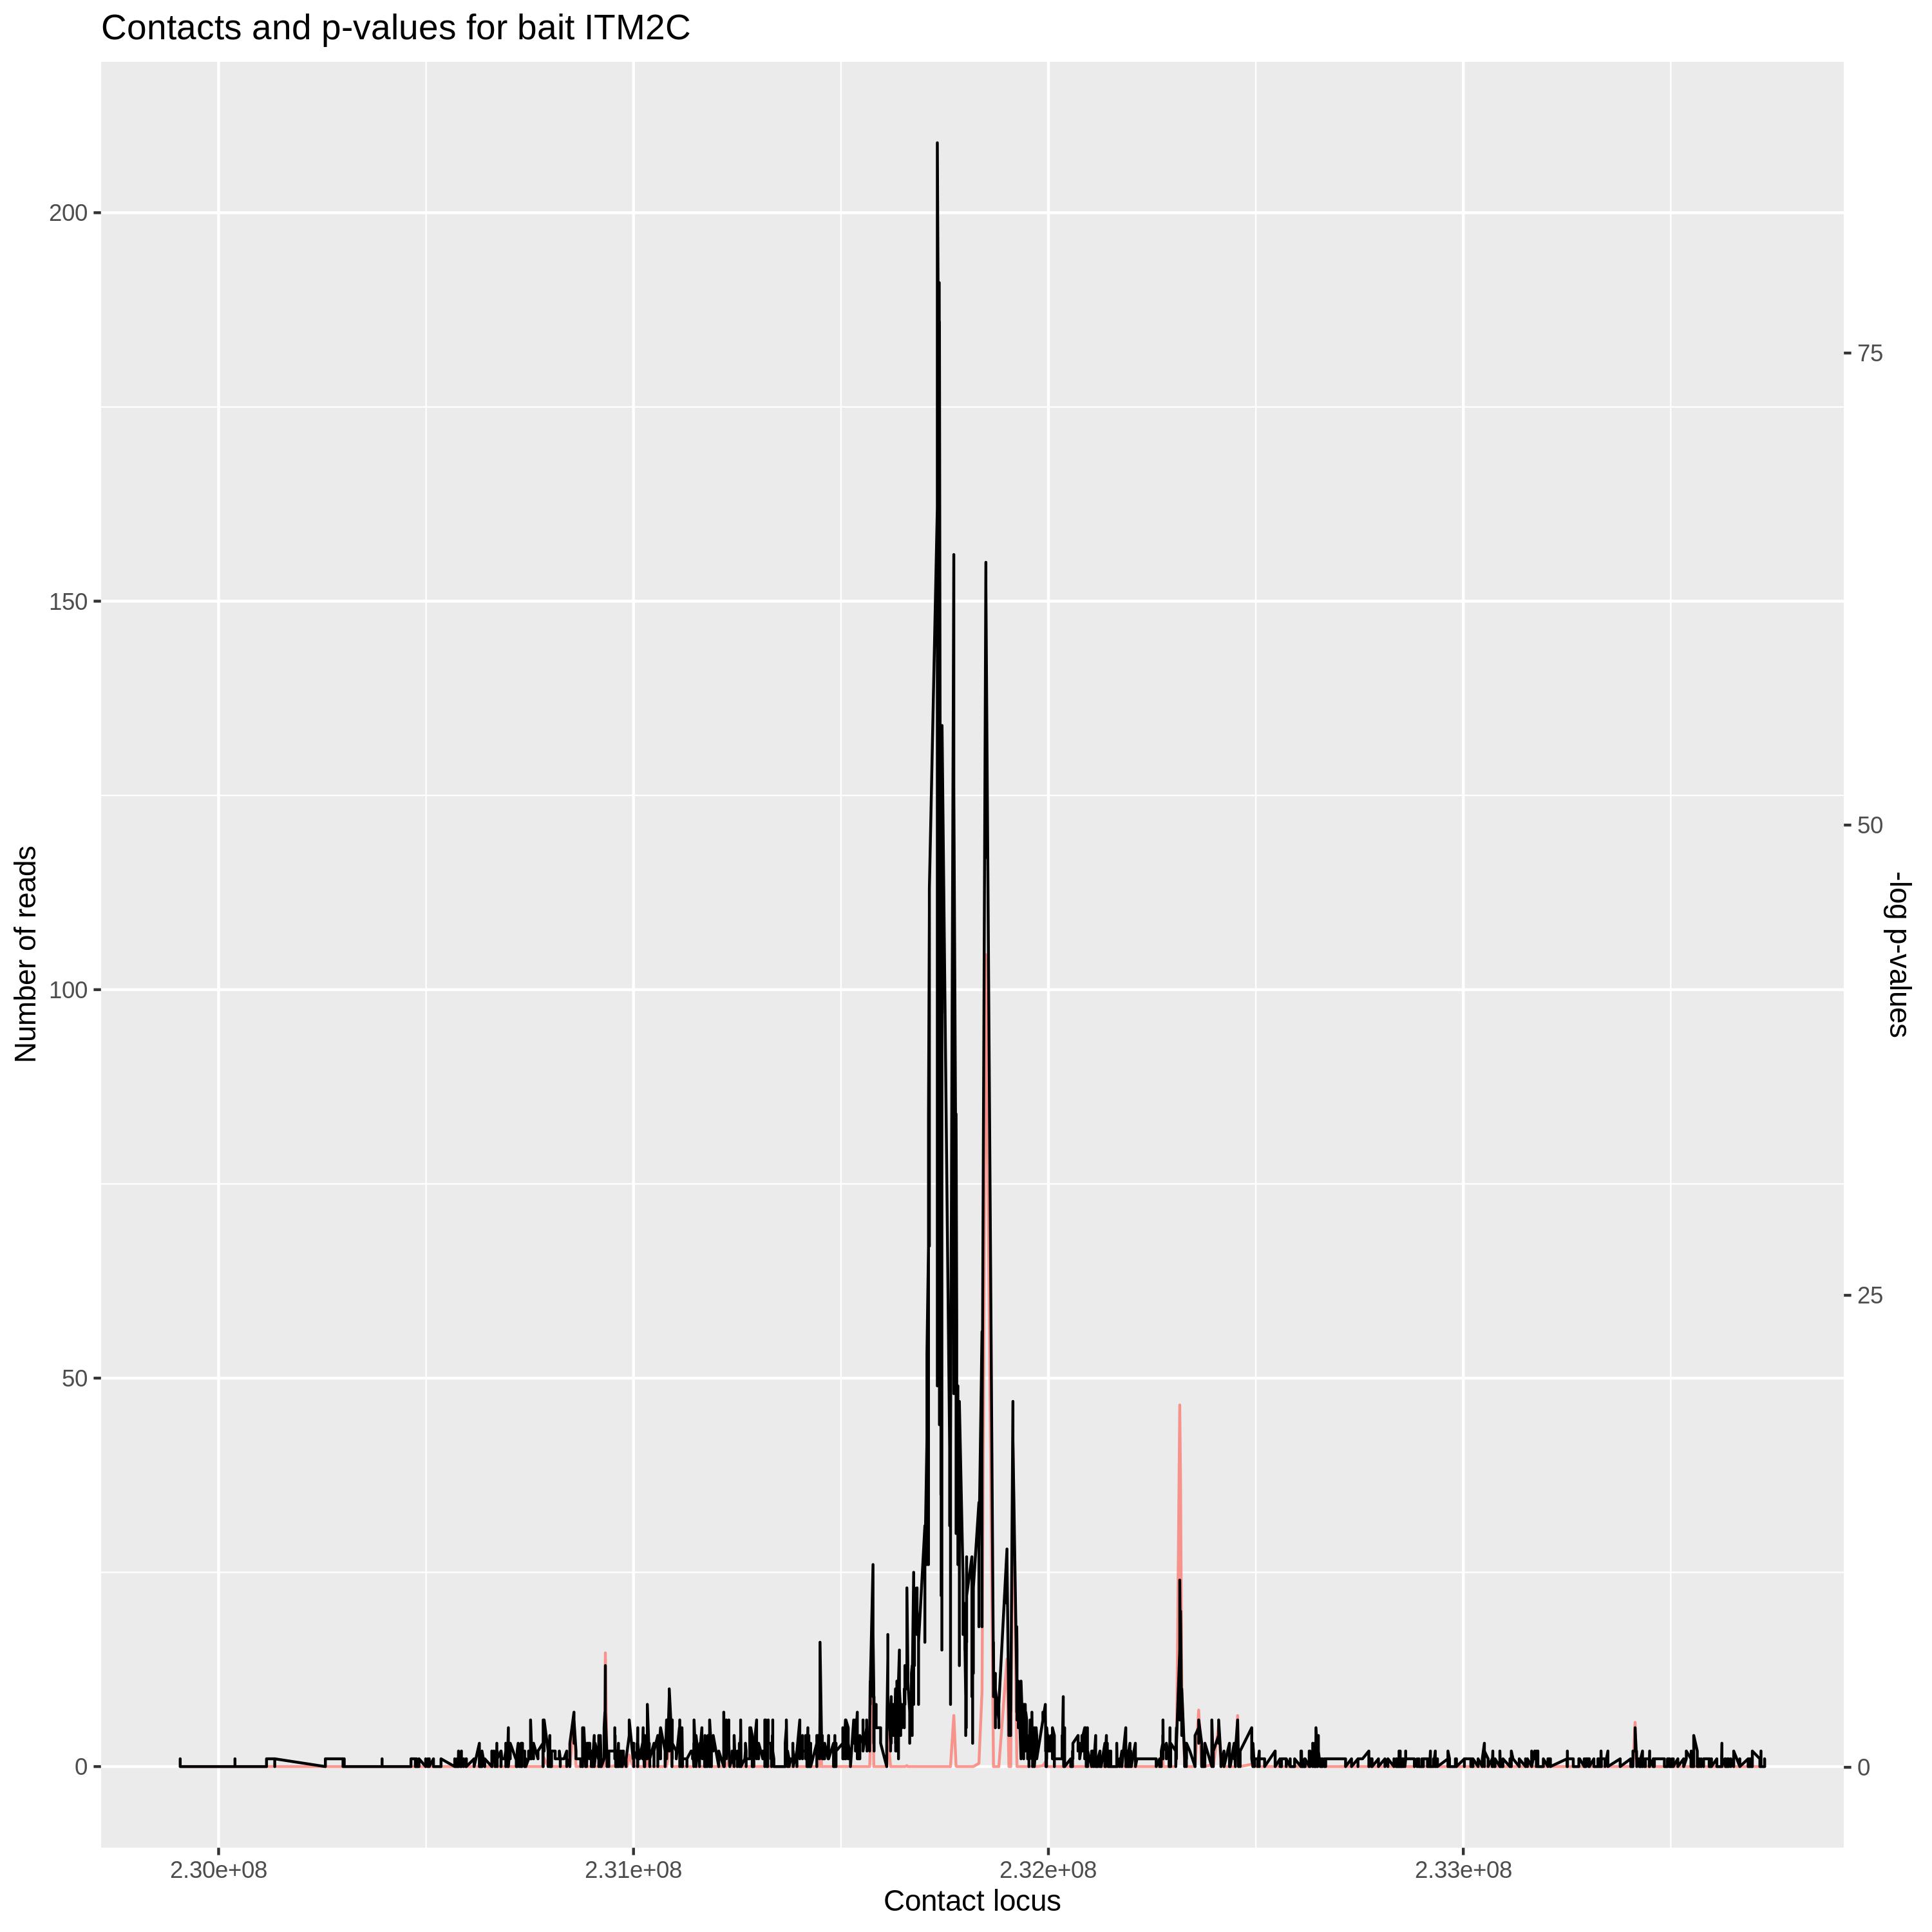 Contacts and p-values for bait ITM2C
200
150
100
50
0
Number of reads
75
50
25
0
-log p-values
2.30e+08
2.31e+08
2.32e+08
2.33e+08
Contact locus